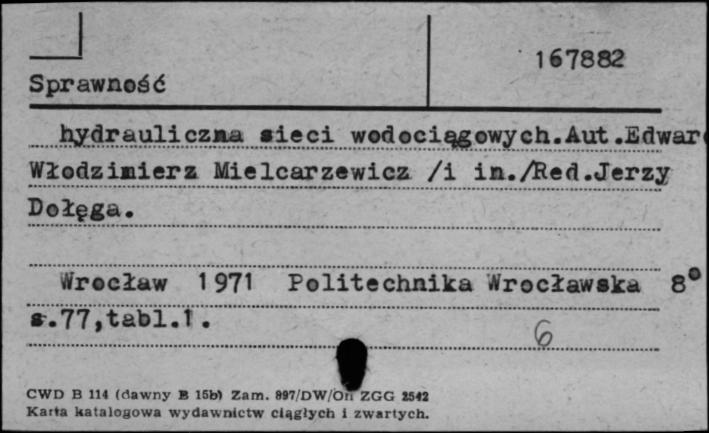 167882
Sprawność
hydrauliczna sieci wodociągowych.Aut.Edwar
Włodzimierz Mielcarzewicz /i in./Red.Jerzy
Dołęga.
Wrocław 1971 Politechnika Wrocławska 8°
s.77,tabl.1.
6
CWD B 114 (dawny B 15b) Zam. 897/DW/Oń ZGG 2542
Karta katalogowa wydawnictw ciągłych i zwartych.